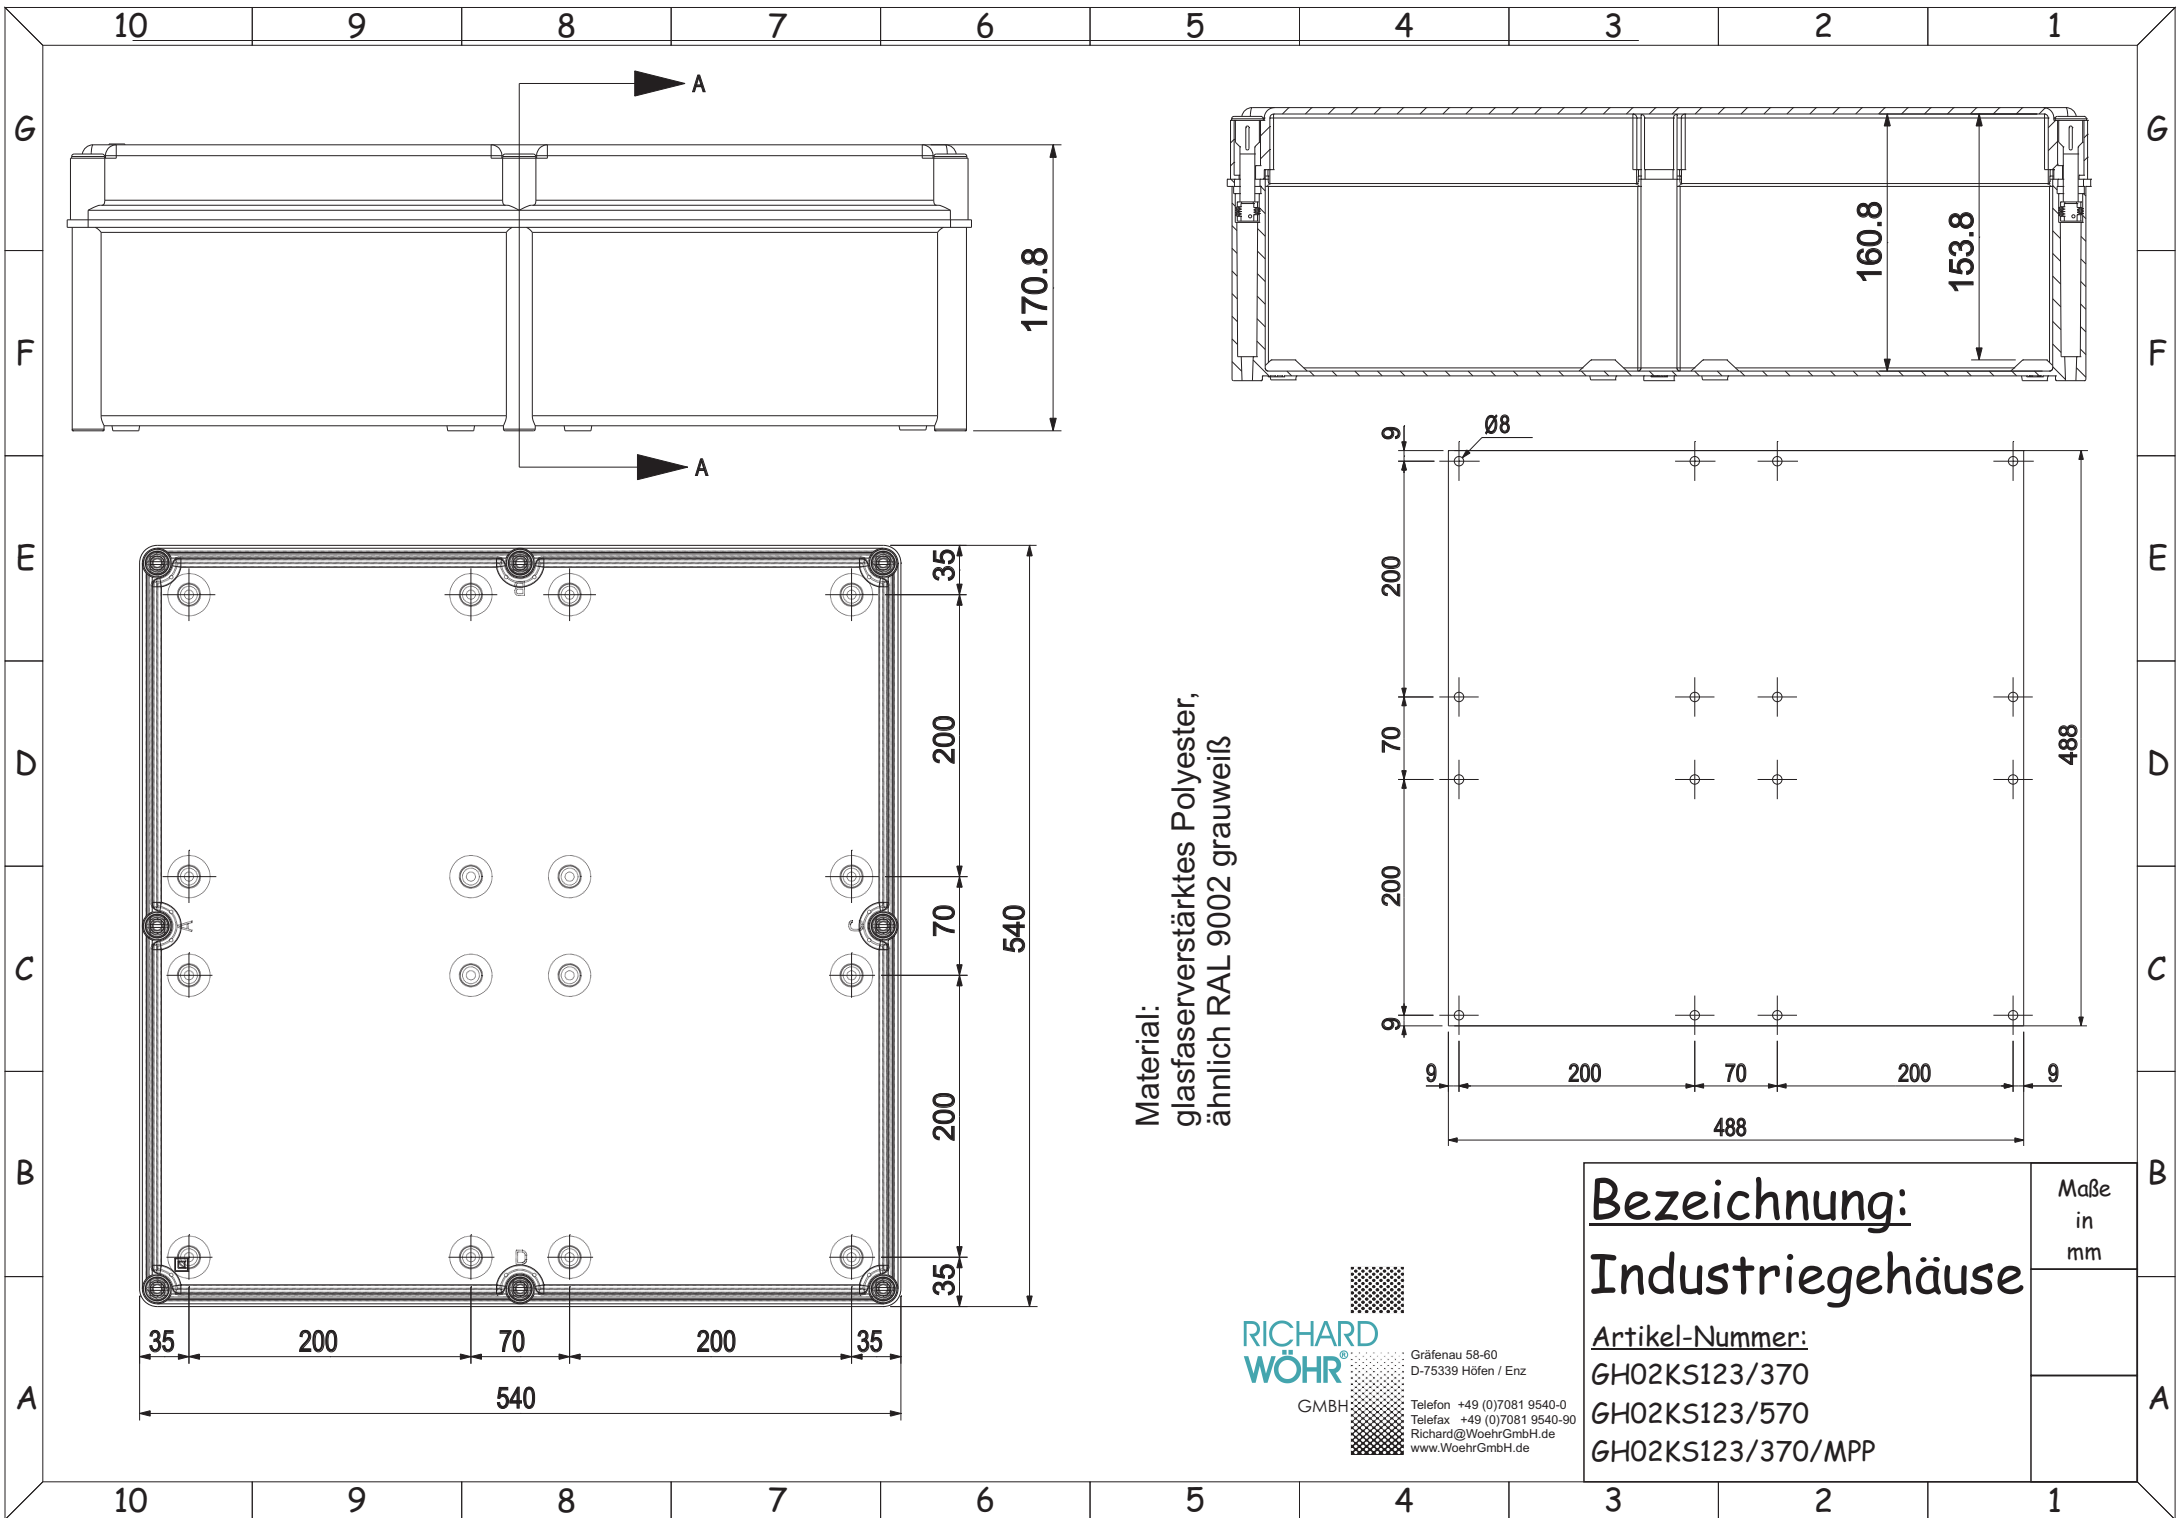 10 9 8 7 6 5 4 3 2 1
G G
F F
E E
D D
C C
B B
A A
A
A
170.8
160.8
153.8
35
200
70
200
35
540
B
A
C
D
35 200 70 200 35
540
Material:
glasfaserverstärktes Polyester,
ähnlich RAL 9002 grauweiß
Ø8
9
200
70
200
9
488
9 200 70 200 9
488
RICHARD
WÖHR®
GMBH
Gräfenau 58-60
D-75339 Höfen / Enz
Telefon +49 (0)7081 9540-0
Telefax +49 (0)7081 9540-90
Richard@WoehrGmbH.de
www.WoehrGmbH.de
Bezeichnung:
Industriegehäuse
Artikel-Nummer:
GH02KS123/370
GH02KS123/570
GH02KS123/370/MPP
Maße
in
mm
10 9 8 7 6 5 4 3 2 1